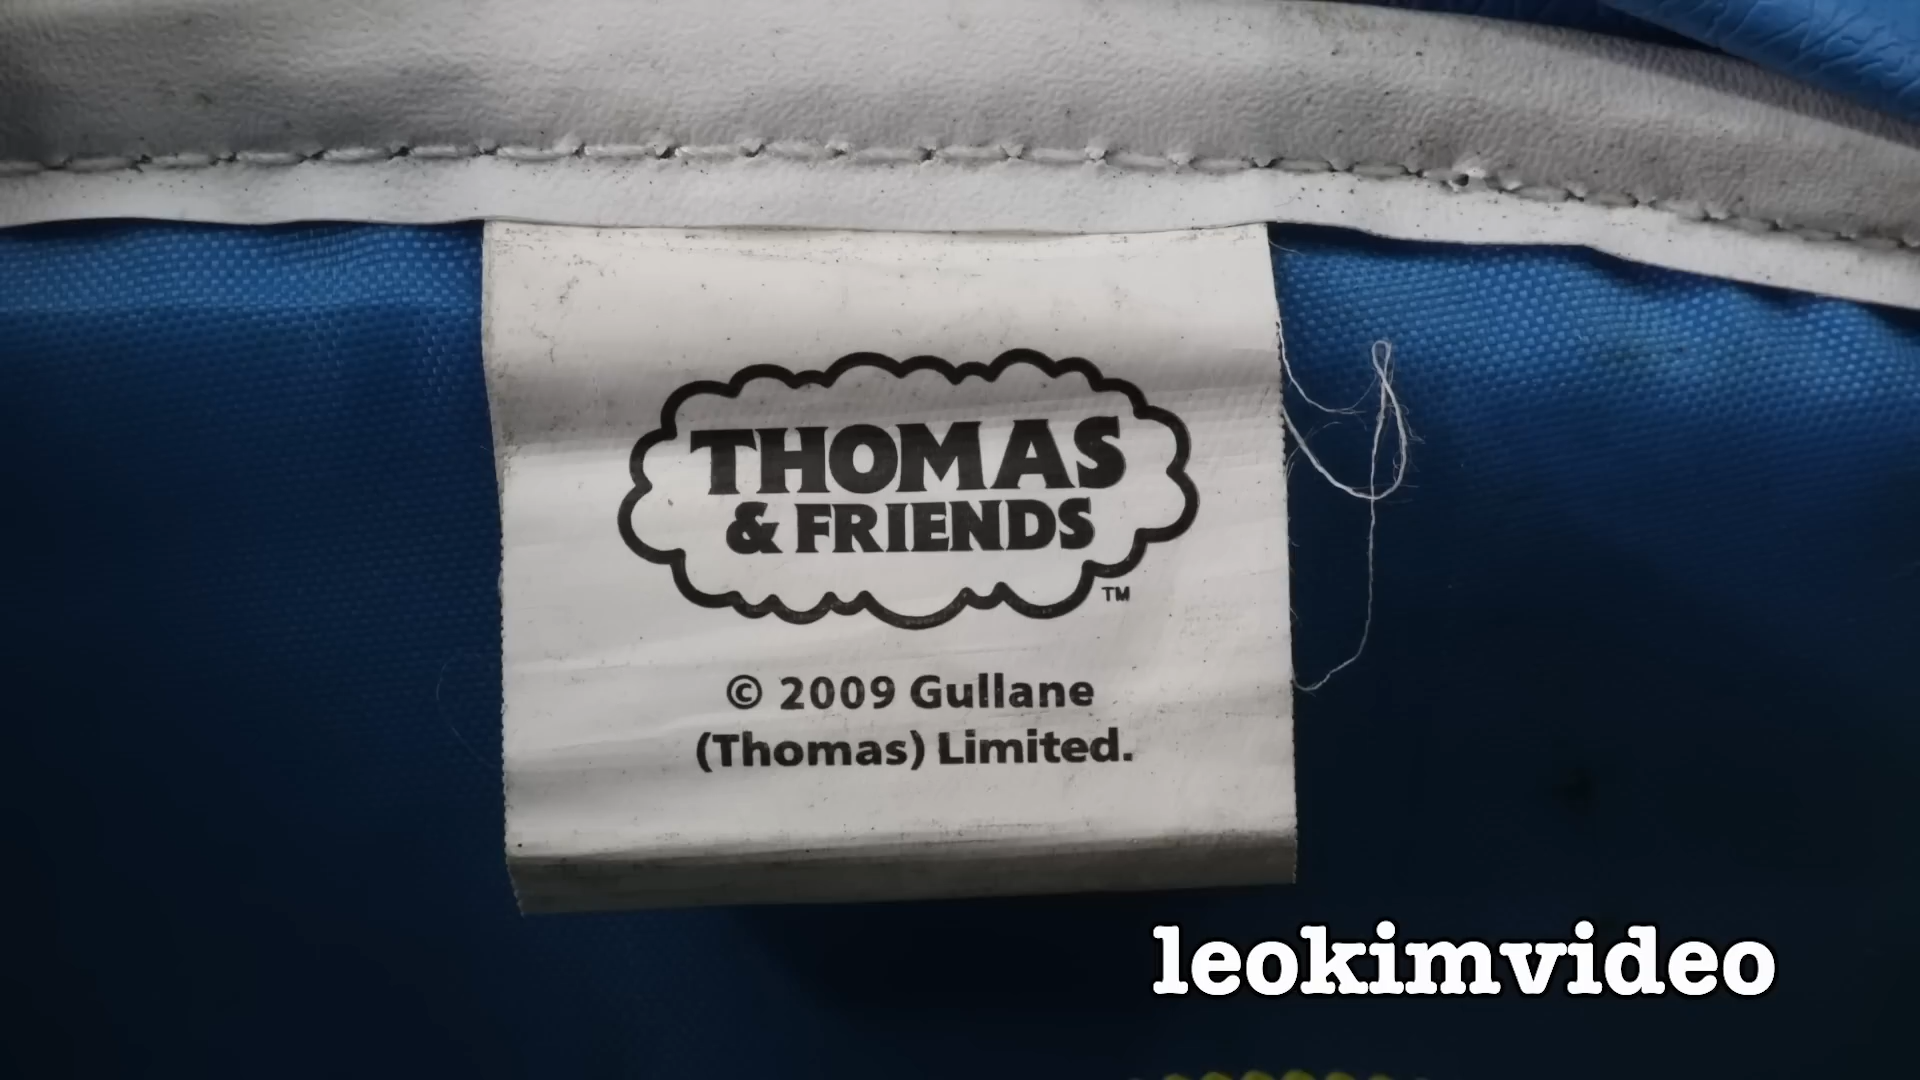 THOMAS
& FRIENDS
TM
© 2009 Gullane
(Thomas) Limited.
leokimvideo